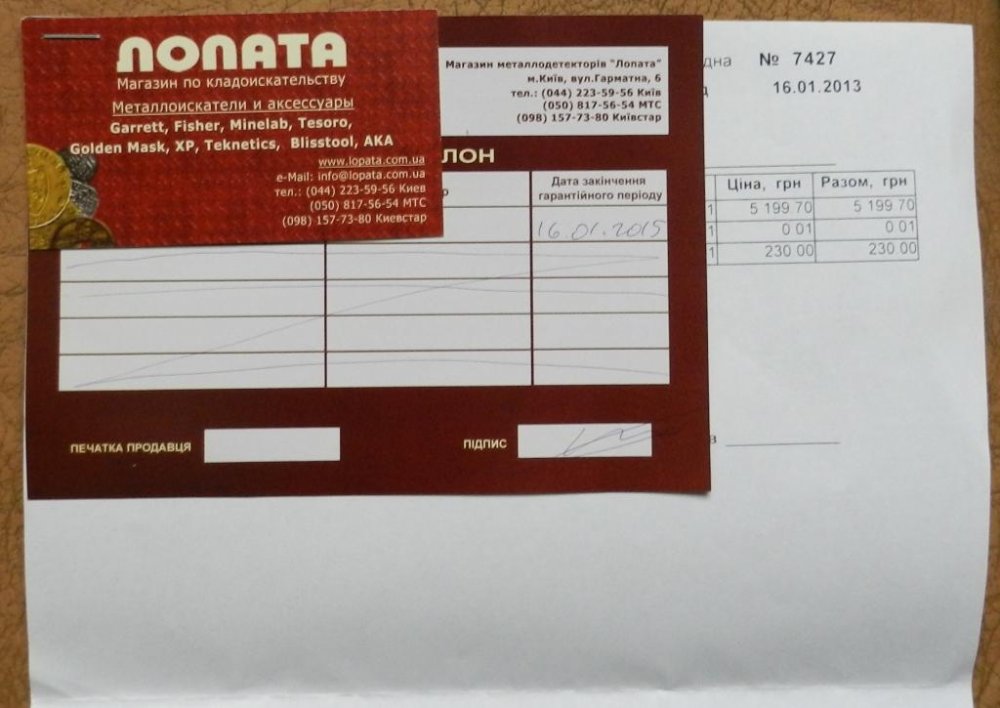 ЛОПАТА
Магазин по кладоискательству
Металлоискатели и аксессуары
Garrett, Fisher, Minelab, Tesoro,
Golden Mask, XP, Teknetics, Blisstool, AKA
www.lopata.com.ua
e-Mail: info@lopata.com.ua
тел.: (044) 223-59-56 Киев
(050) 817-56-54 МТС
(098) 157-73-80 Киевстар
Магазин металлодетекторів "Лопата"
м.Київ, вул.Гарматна, 6
тел.: (044) 223-59-56 Київ
(050) 817-56-54 МТС
(098) 157-73-80 Київстар
ЛОН
Дата закінчення
гарантійного періоду
16.01.2015
ПЕЧАТКА ПРОДАВЦЯ
ПІДПИС
дна № 7427
16.01.2013
Ціна, грн Разом, грн
1 5 199 70 5 199 70
1 0 01 0 01
1 230 00 230 00